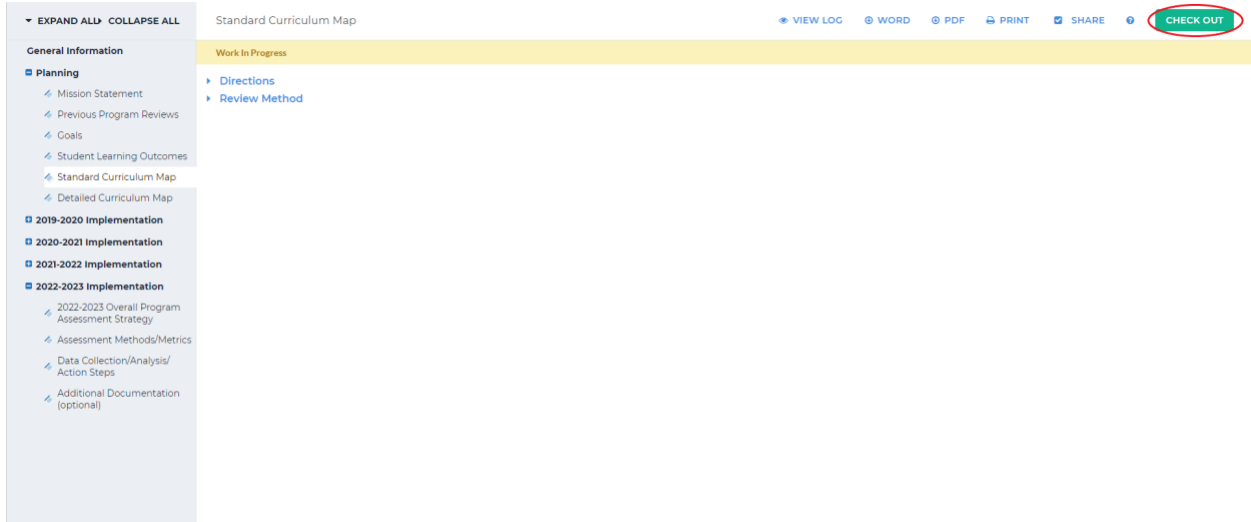 EXPAND ALL COLLAPSE ALL
Standard Curriculum Map
VIEW LOG WORD PDF PRINT SHARE CHECK OUT
General Information
Planning
Mission Statement
Previous Program Reviews
Goals
Student Learning Outcomes
Standard Curriculum Map
Detailed Curriculum Map
2019-2020 Implementation
2020-2021 Implementation
2021-2022 Implementation
2022-2023 Implementation
2022-2023 Overall Program
Assessment Strategy
Assessment Methods/Metrics
Data Collection/Analysis/
Action Steps
Additional Documentation
(optional)
Work In Progress
Directions
Review Method